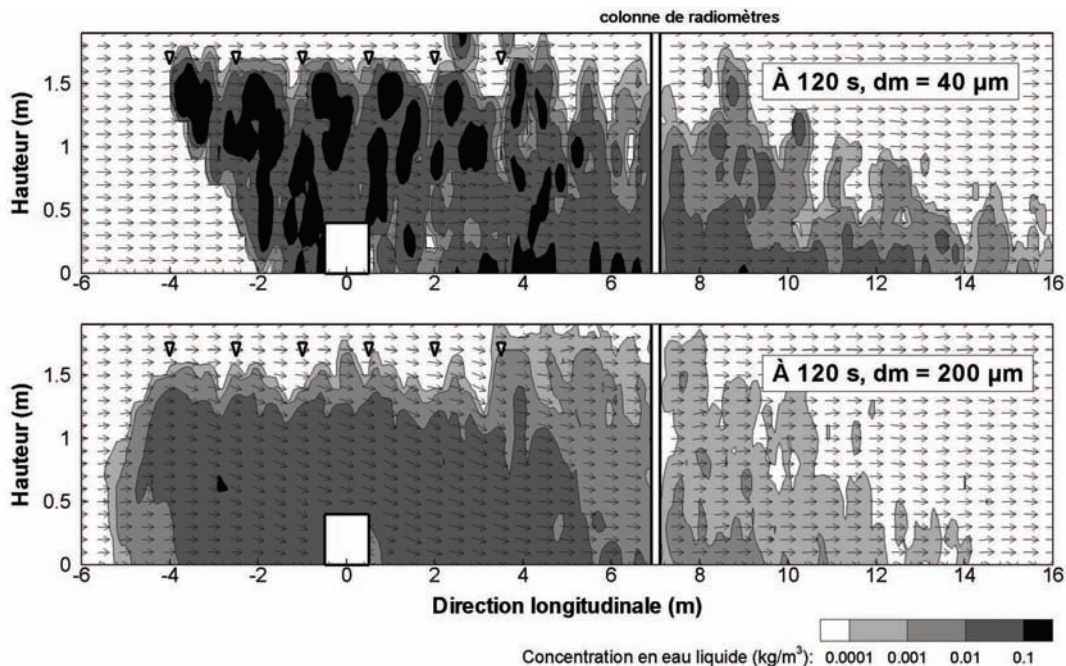 colonne de radiomètres
À 120 s, dm = 40 µm
Hauteur (m)
1.5
1
0.5
0
-6 -4 -2 0 2 4 6 8 10 12 14 16
À 120 s, dm = 200 µm
Hauteur (m)
1.5
1
0.5
0
-6 -4 -2 0 2 4 6 8 10 12 14 16
Direction longitudinale (m)
Concentration en eau liquide (kg/m³): 0.0001 0.001 0.01 0.1